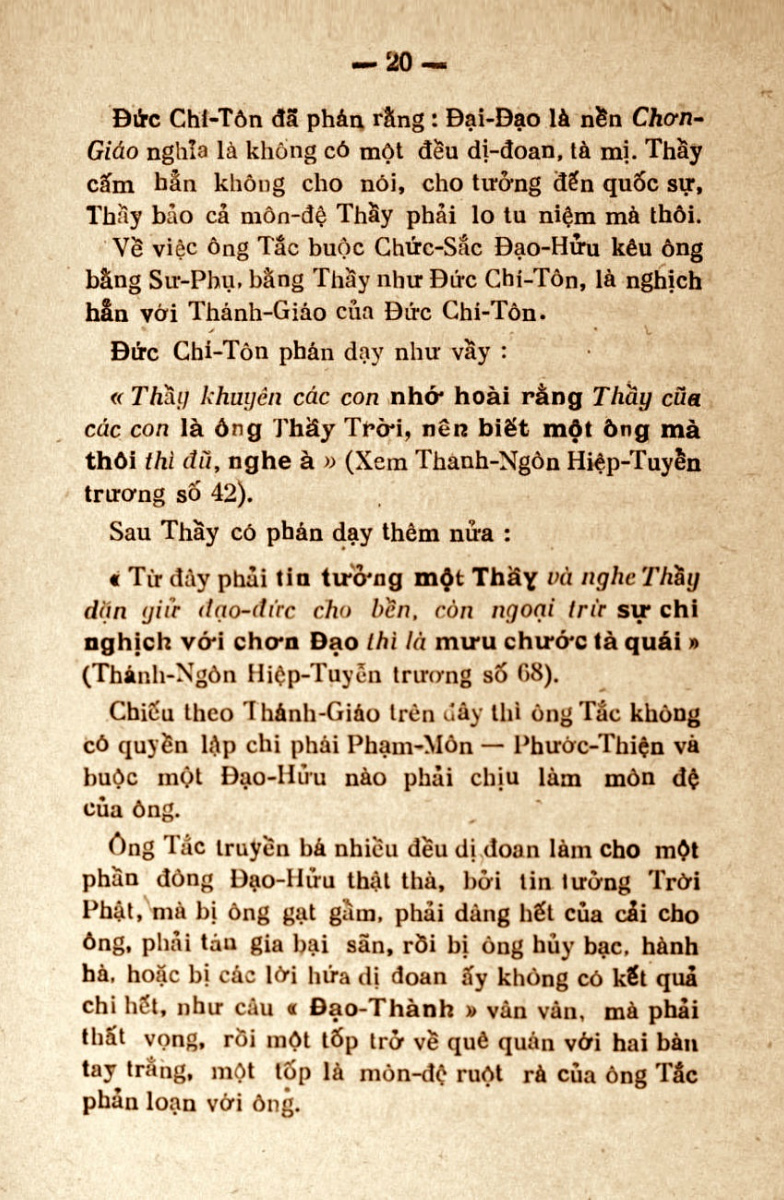 — 20 —
Đức Chí-Tôn đã phán rằng : Đại-Đạo là nền Chơn-
Giáo nghĩa là không có một đều dị-đoan, tà mị. Thầy
cấm hẳn không cho nói, cho tưởng đến quốc sự,
Thầy bảo cả môn-đệ Thầy phải lo tu niệm mà thôi.
Về việc ông Tắc buộc Chức-Sắc Đạo-Hửu kêu ông
bằng Sư-Phụ, bằng Thầy như Đức Chí-Tôn, là nghịch
hẳn với Thánh-Giáo của Đức Chí-Tôn.
Đức Chí-Tôn phán dạy như vầy :
« Thầy khuyên các con nhớ hoài rằng Thầy cũa
các con là ông Thầy Trời, nên biết một ông mà
thôi thì đũ, nghe à » (Xem Thánh-Ngôn Hiệp-Tuyển
trương số 42).
Sau Thầy có phán dạy thêm nửa :
« Từ đây phải tin tưởng một Thầy và nghe Thầy
dặn giử đạo-đức cho bền, còn ngoại trừ sự chi
nghịch với chơn Đạo thì là mưu chước tà quái »
(Thánh-Ngôn Hiệp-Tuyển trương số 68).
Chiếu theo Thánh-Giáo trên đây thì ông Tắc không
có quyền lập chi phái Phạm-Môn — Phước-Thiện và
buộc một Đạo-Hửu nào phải chịu làm môn đệ
của ông.
Ông Tắc truyền bá nhiều đều dị đoan làm cho một
phần đông Đạo-Hửu thật thà, bởi tin tưởng Trời
Phật, mà bị ông gạt gẩm, phải dâng hết của cải cho
ông, phải tán gia bại sẵn, rồi bị ông hủy bạc, hành
hà, hoặc bị các lời hứa dị đoan ấy không có kết quả
chi hết, như câu « Đạo-Thành » vân vân, mà phải
thất vọng, rồi một tốp trở về quê quán với hai bàn
tay trắng, một tốp là môn-đệ ruột rà của ông Tắc
phản loạn với ông.